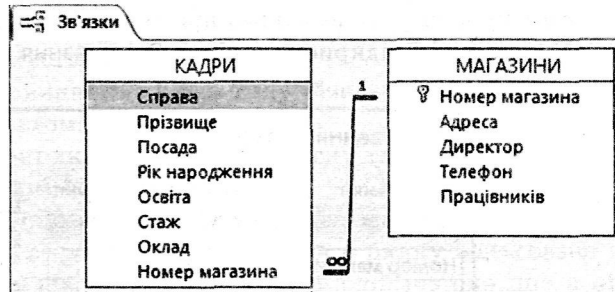 Зв'язки
КАДРИ
Справа
Прізвище
Посада
Рік народження
Освіта
Стаж
Оклад
Номер магазина
1
∞
МАГАЗИНИ
Номер магазина
Адреса
Директор
Телефон
Працівників